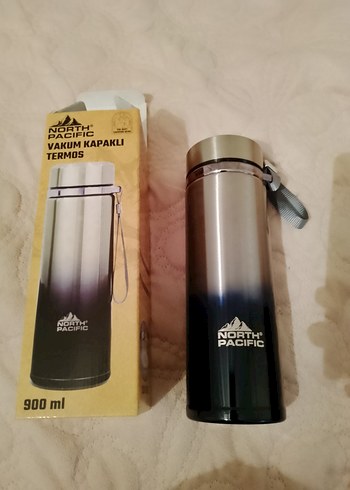 NORTH®
PACIFIC
VAKUM KAPAKLI
TERMOS
NORTH®
PACIFIC
900 ml
NORTH®
PACIFIC